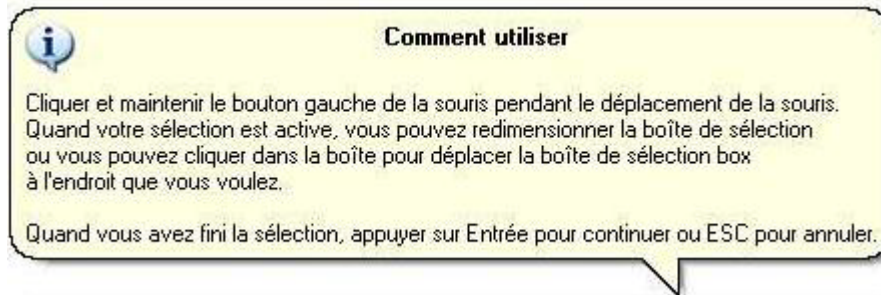 Comment utiliser
Cliquer et maintenir le bouton gauche de la souris pendant le déplacement de la souris.
Quand votre sélection est active, vous pouvez redimensionner la boîte de sélection
ou vous pouvez cliquer dans la boîte pour déplacer la boîte de sélection box
à l'endroit que vous voulez.
Quand vous avez fini la sélection, appuyer sur Entrée pour continuer ou ESC pour annuler.